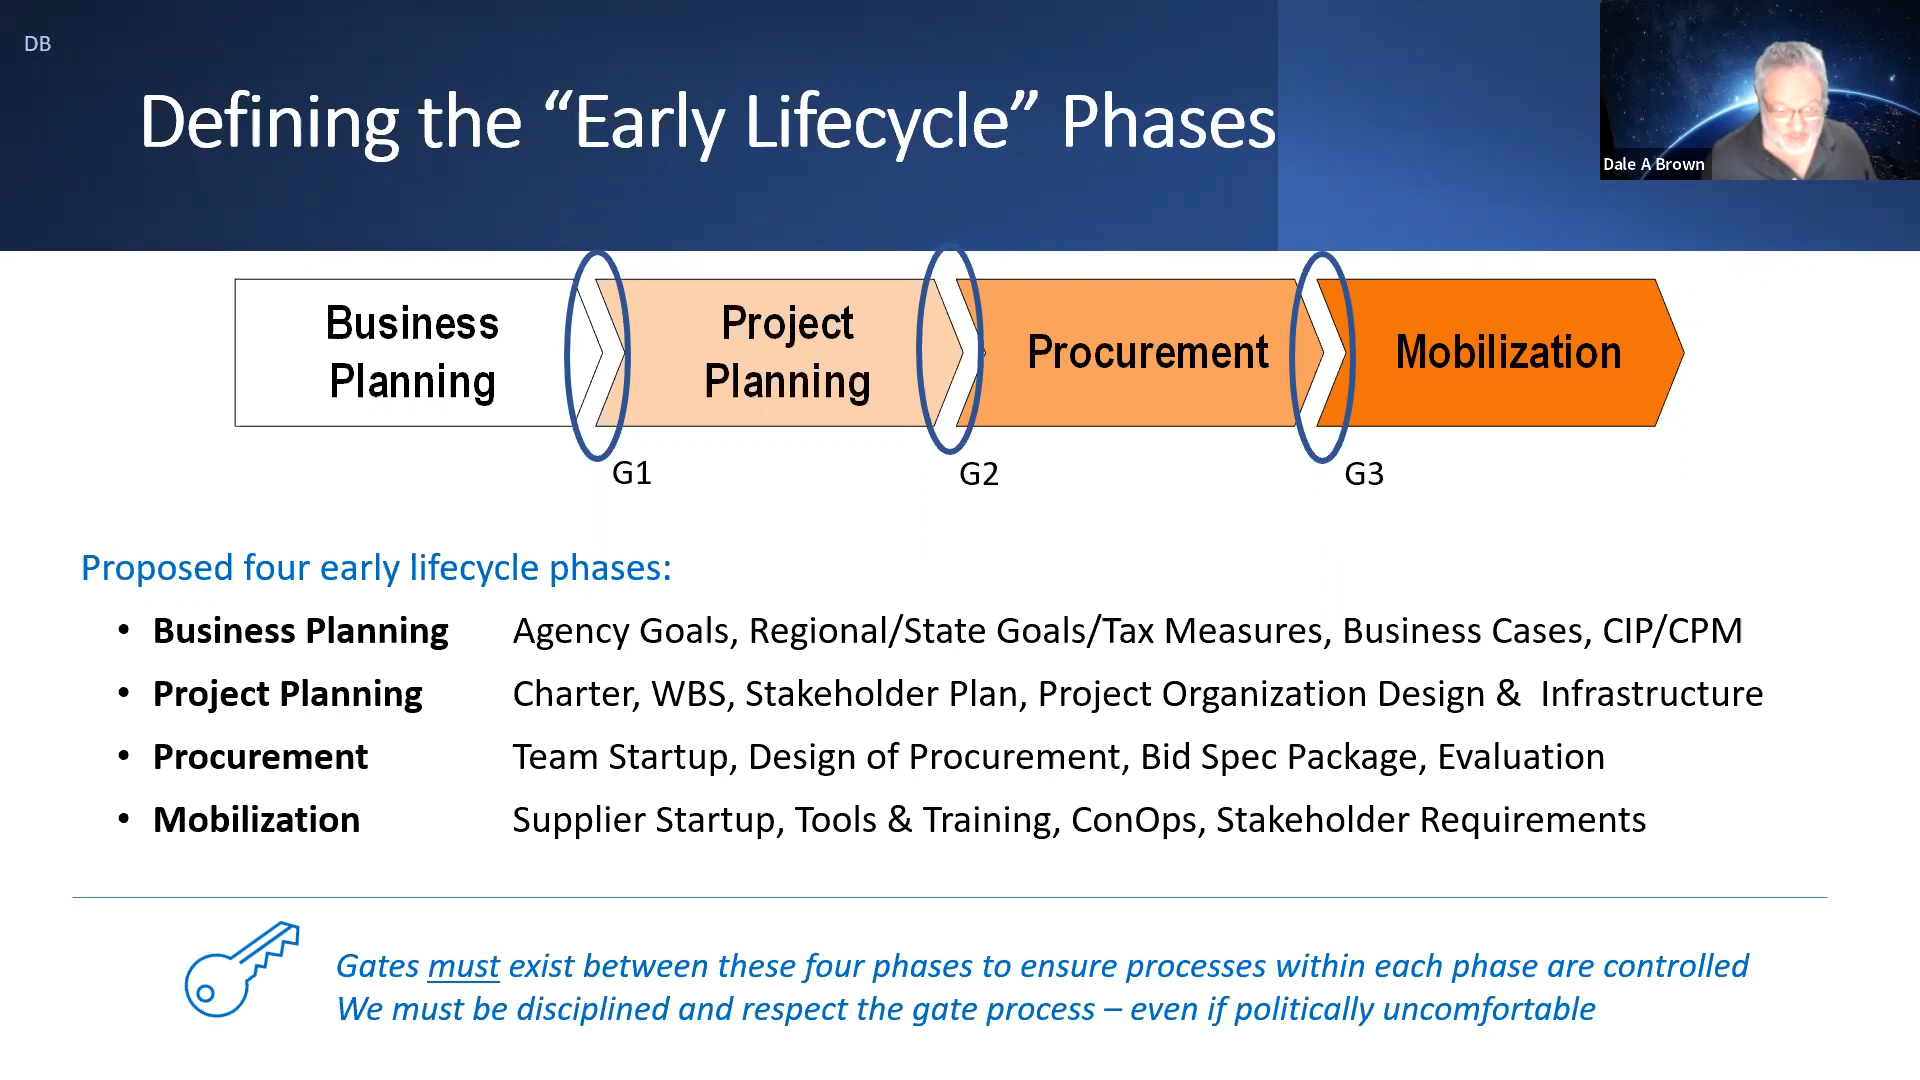 DB
Defining the “Early Lifecycle” Phases
Dale A Brown
Business
Planning
Project
Planning
Procurement
Mobilization
G1
G2
G3
Proposed four early lifecycle phases:
• Business Planning Agency Goals, Regional/State Goals/Tax Measures, Business Cases, CIP/CPM
• Project Planning Charter, WBS, Stakeholder Plan, Project Organization Design & Infrastructure
• Procurement Team Startup, Design of Procurement, Bid Spec Package, Evaluation
• Mobilization Supplier Startup, Tools & Training, ConOps, Stakeholder Requirements
Gates must exist between these four phases to ensure processes within each phase are controlled
We must be disciplined and respect the gate process – even if politically uncomfortable